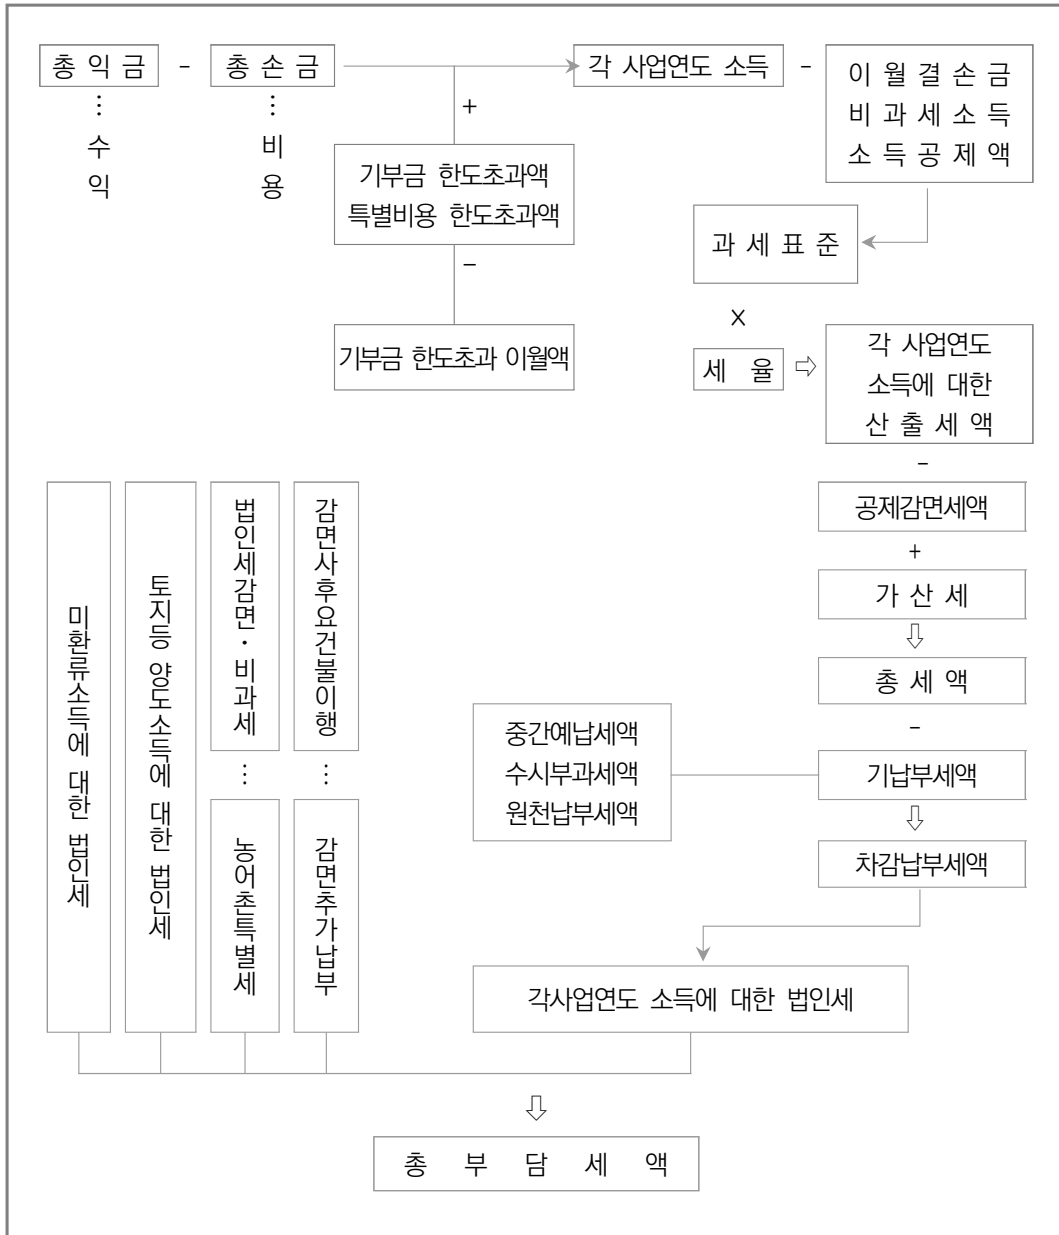 총 익 금 - 총 손 금 각 사업연도 소득 -
⋮ 수 익
⋮ 비 용
+
이 월 결 손 금
비 과 세 소 득
소 득 공 제 액
기부금 한도초과액
특별비용 한도초과액
-
기부금 한도초과 이월액
과 세 표 준
×
세 율 ⇨
각 사업연도
소득에 대한
산 출 세 액
-
공제감면세액
+
가 산 세
⇩
총 세 액
-
기납부세액
중간예납세액
수시부과세액
원천납부세액
⇩
차감납부세액
각사업연도 소득에 대한 법인세
미환류소득에 대한 법인세
토지등 양도소득에 대한 법인세
법인세감면·비과세
⋮
농어촌특별세
감면사후요건불이행
⋮
감면추가납부
⇩
총 부 담 세 액